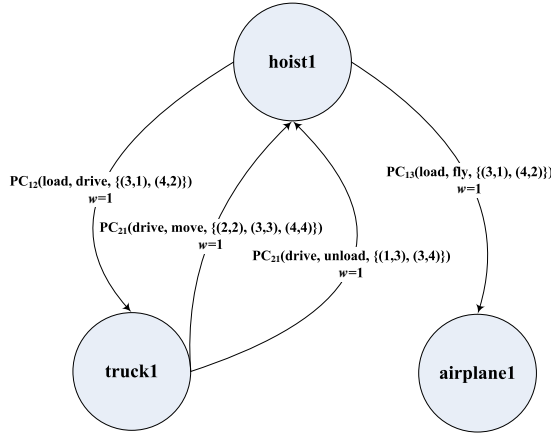 hoist1
PC₁₂(load, drive, {(3,1), (4,2)})
w=1
PC₁₃(load, fly, {(3,1), (4,2)})
w=1
PC₂₁(drive, move, {(2,2), (3,3), (4,4)})
w=1
PC₂₁(drive, unload, {(1,3), (3,4)})
w=1
truck1
airplane1